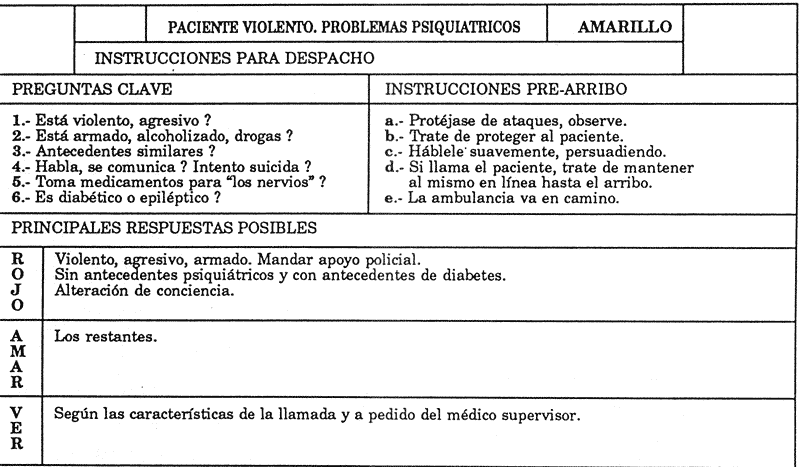 PACIENTE VIOLENTO. PROBLEMAS PSIQUIATRICOS
AMARILLO
INSTRUCCIONES PARA DESPACHO
PREGUNTAS CLAVE
1.- Está violento, agresivo ?
2.- Está armado, alcoholizado, drogas ?
3.- Antecedentes similares ?
4.- Habla, se comunica ? Intento suicida ?
5.- Toma medicamentos para "los nervios" ?
6.- Es diabético o epiléptico ?
INSTRUCCIONES PRE-ARRIBO
a.- Protéjase de ataques, observe.
b.- Trate de proteger al paciente.
c.- Háblele suavemente, persuadiendo.
d.- Si llama el paciente, trate de mantener
al mismo en línea hasta el arribo.
e.- La ambulancia va en camino.
PRINCIPALES RESPUESTAS POSIBLES
R
O
J
O
Violento, agresivo, armado. Mandar apoyo policial.
Sin antecedentes psiquiátricos y con antecedentes de diabetes.
Alteración de conciencia.
A
M
A
R
Los restantes.
V
E
R
Según las características de la llamada y a pedido del médico supervisor.